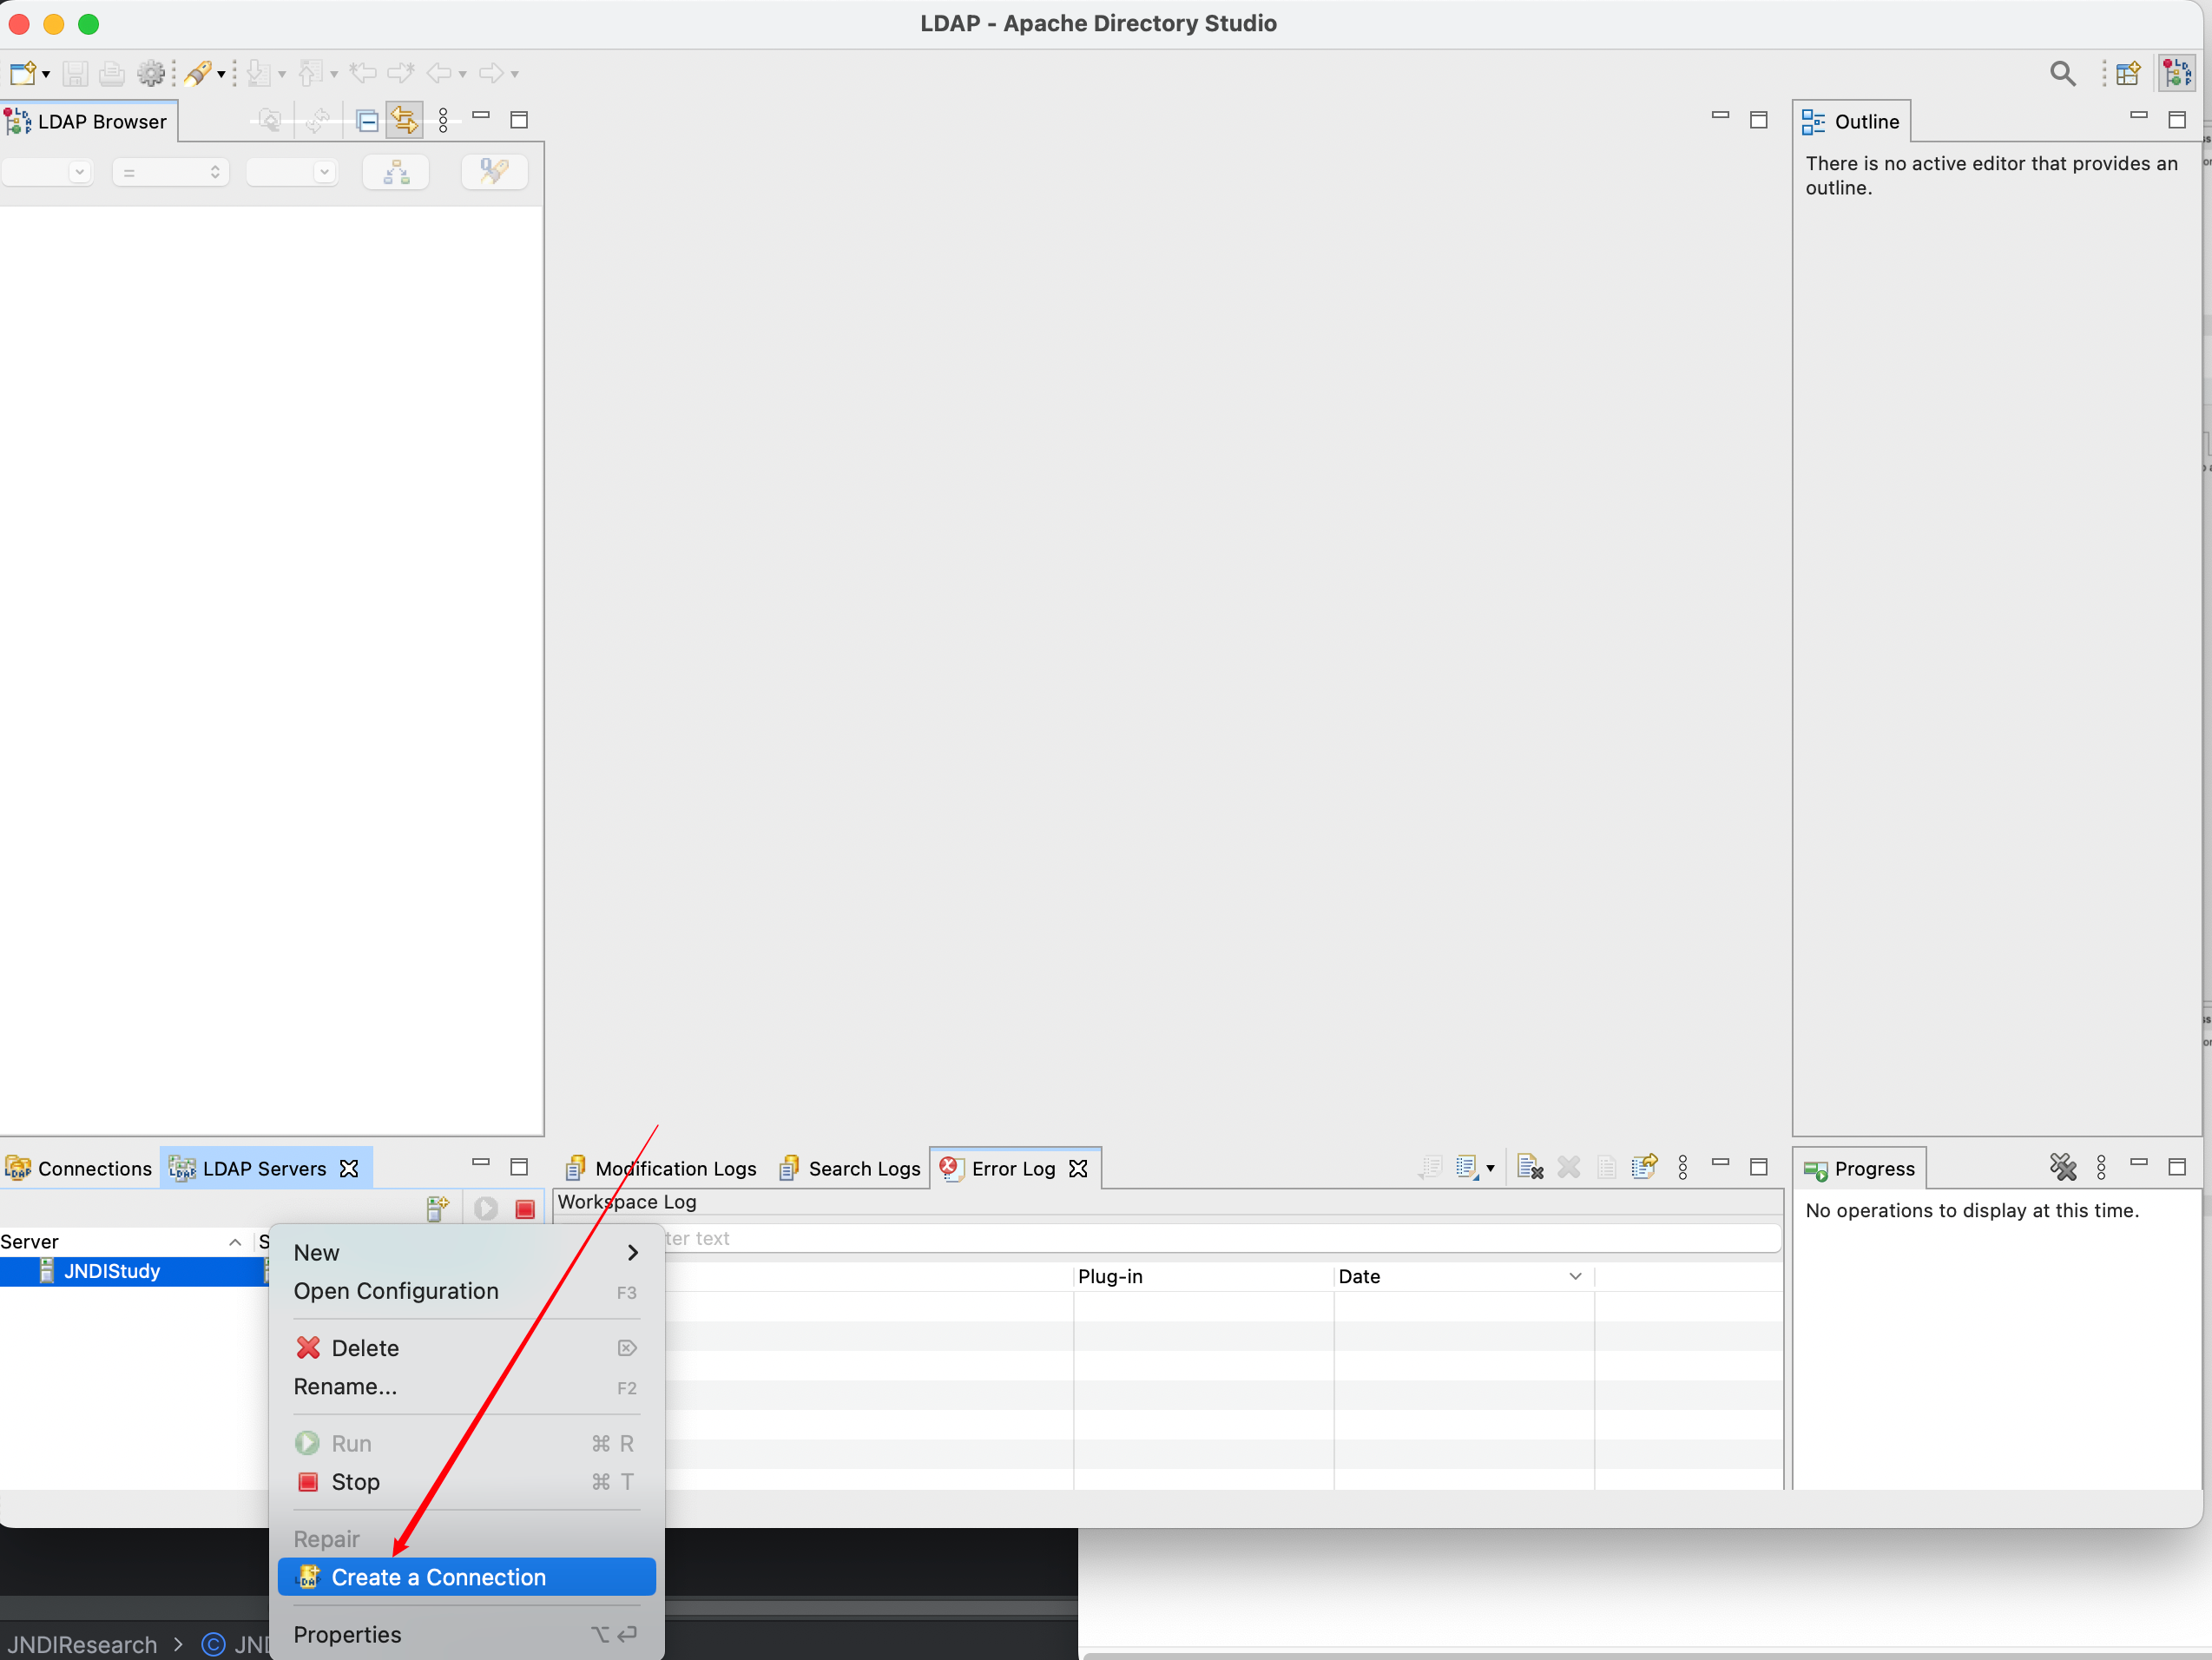 LDAP - Apache Directory Studio
LDAP Browser
Outline
=
There is no active editor that provides an
outline.
Connections
LDAP Servers
Modification Logs
Search Logs
Error Log
Progress
Workspace Log
No operations to display at this time.
Server
S
ter text
JNDIStudy
Plug-in
Date
New
Open Configuration F3
Delete
Rename... F2
Run ⌘ R
Stop ⌘ T
Repair
Create a Connection
Properties
JNDIResearch > C JND